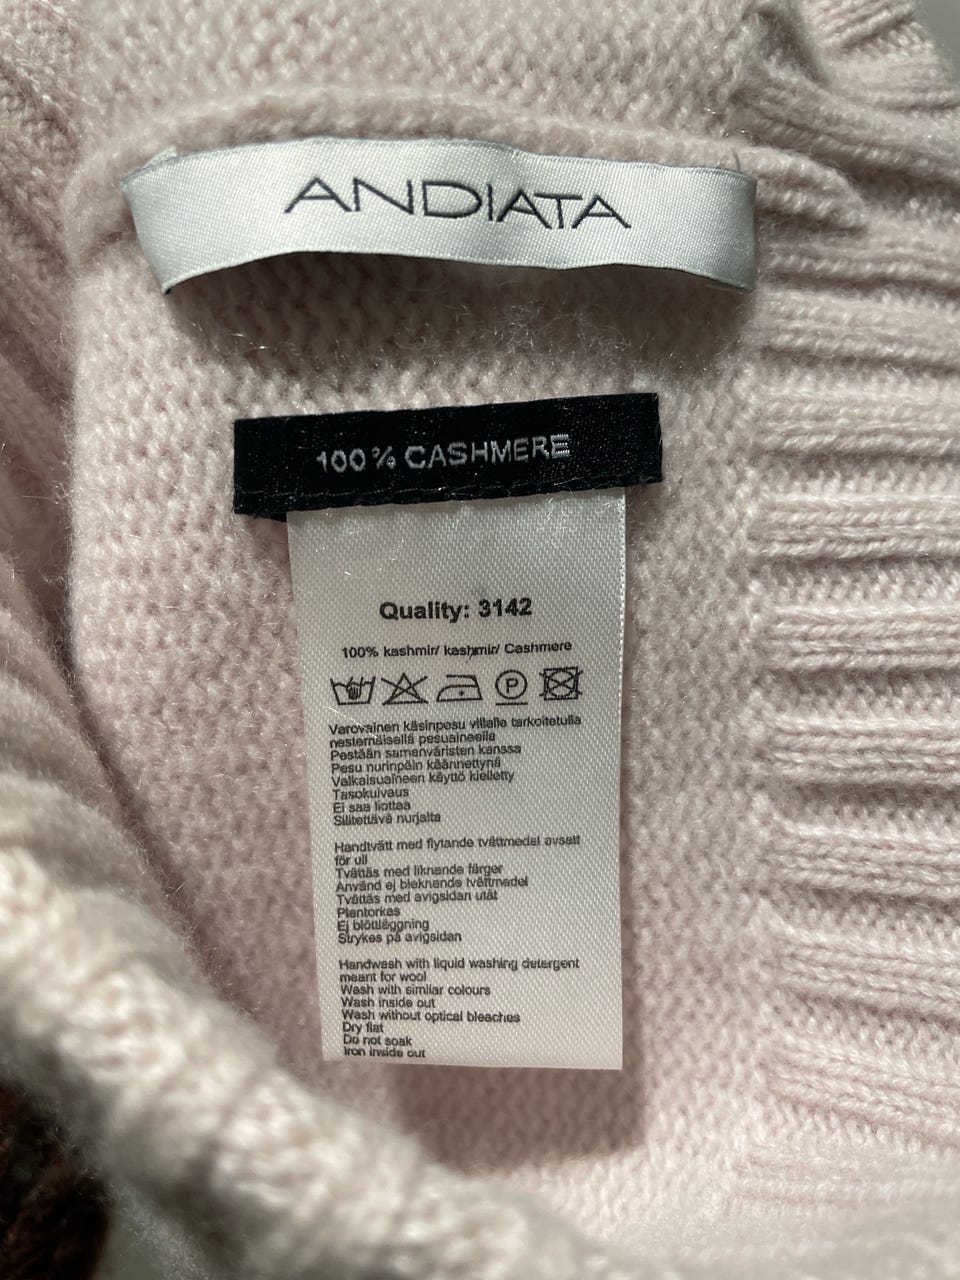 ANDIATA
100% CASHMERE
Quality: 3142
100% kashmir/ kashmir/ Cashmere
P
Varovainen käsinpesu villalle tarkoitetulla
nestemäisellä pesuaineella
Pestään samanväristen kanssa
Pesu nurinpäin käännettynä
Valkaisuaineen käyttö kielletty
Tasokuivaus
Ei saa liottaa
Silitettävä nurjalta
Handtvätt med flytande tvättmedel avsett
för ull
Tvättäs med liknande färger
Använd ej bleknande tvättmedel
Tvättäs med avigsidan utåt
Plantorkas
Ej blötläggning
Strykes på avigsidan
Handwash with liquid washing detergent
meant for wool
Wash with similar colours
Wash inside out
Wash without optical bleaches
Dry flat
Do not soak
Iron inside out